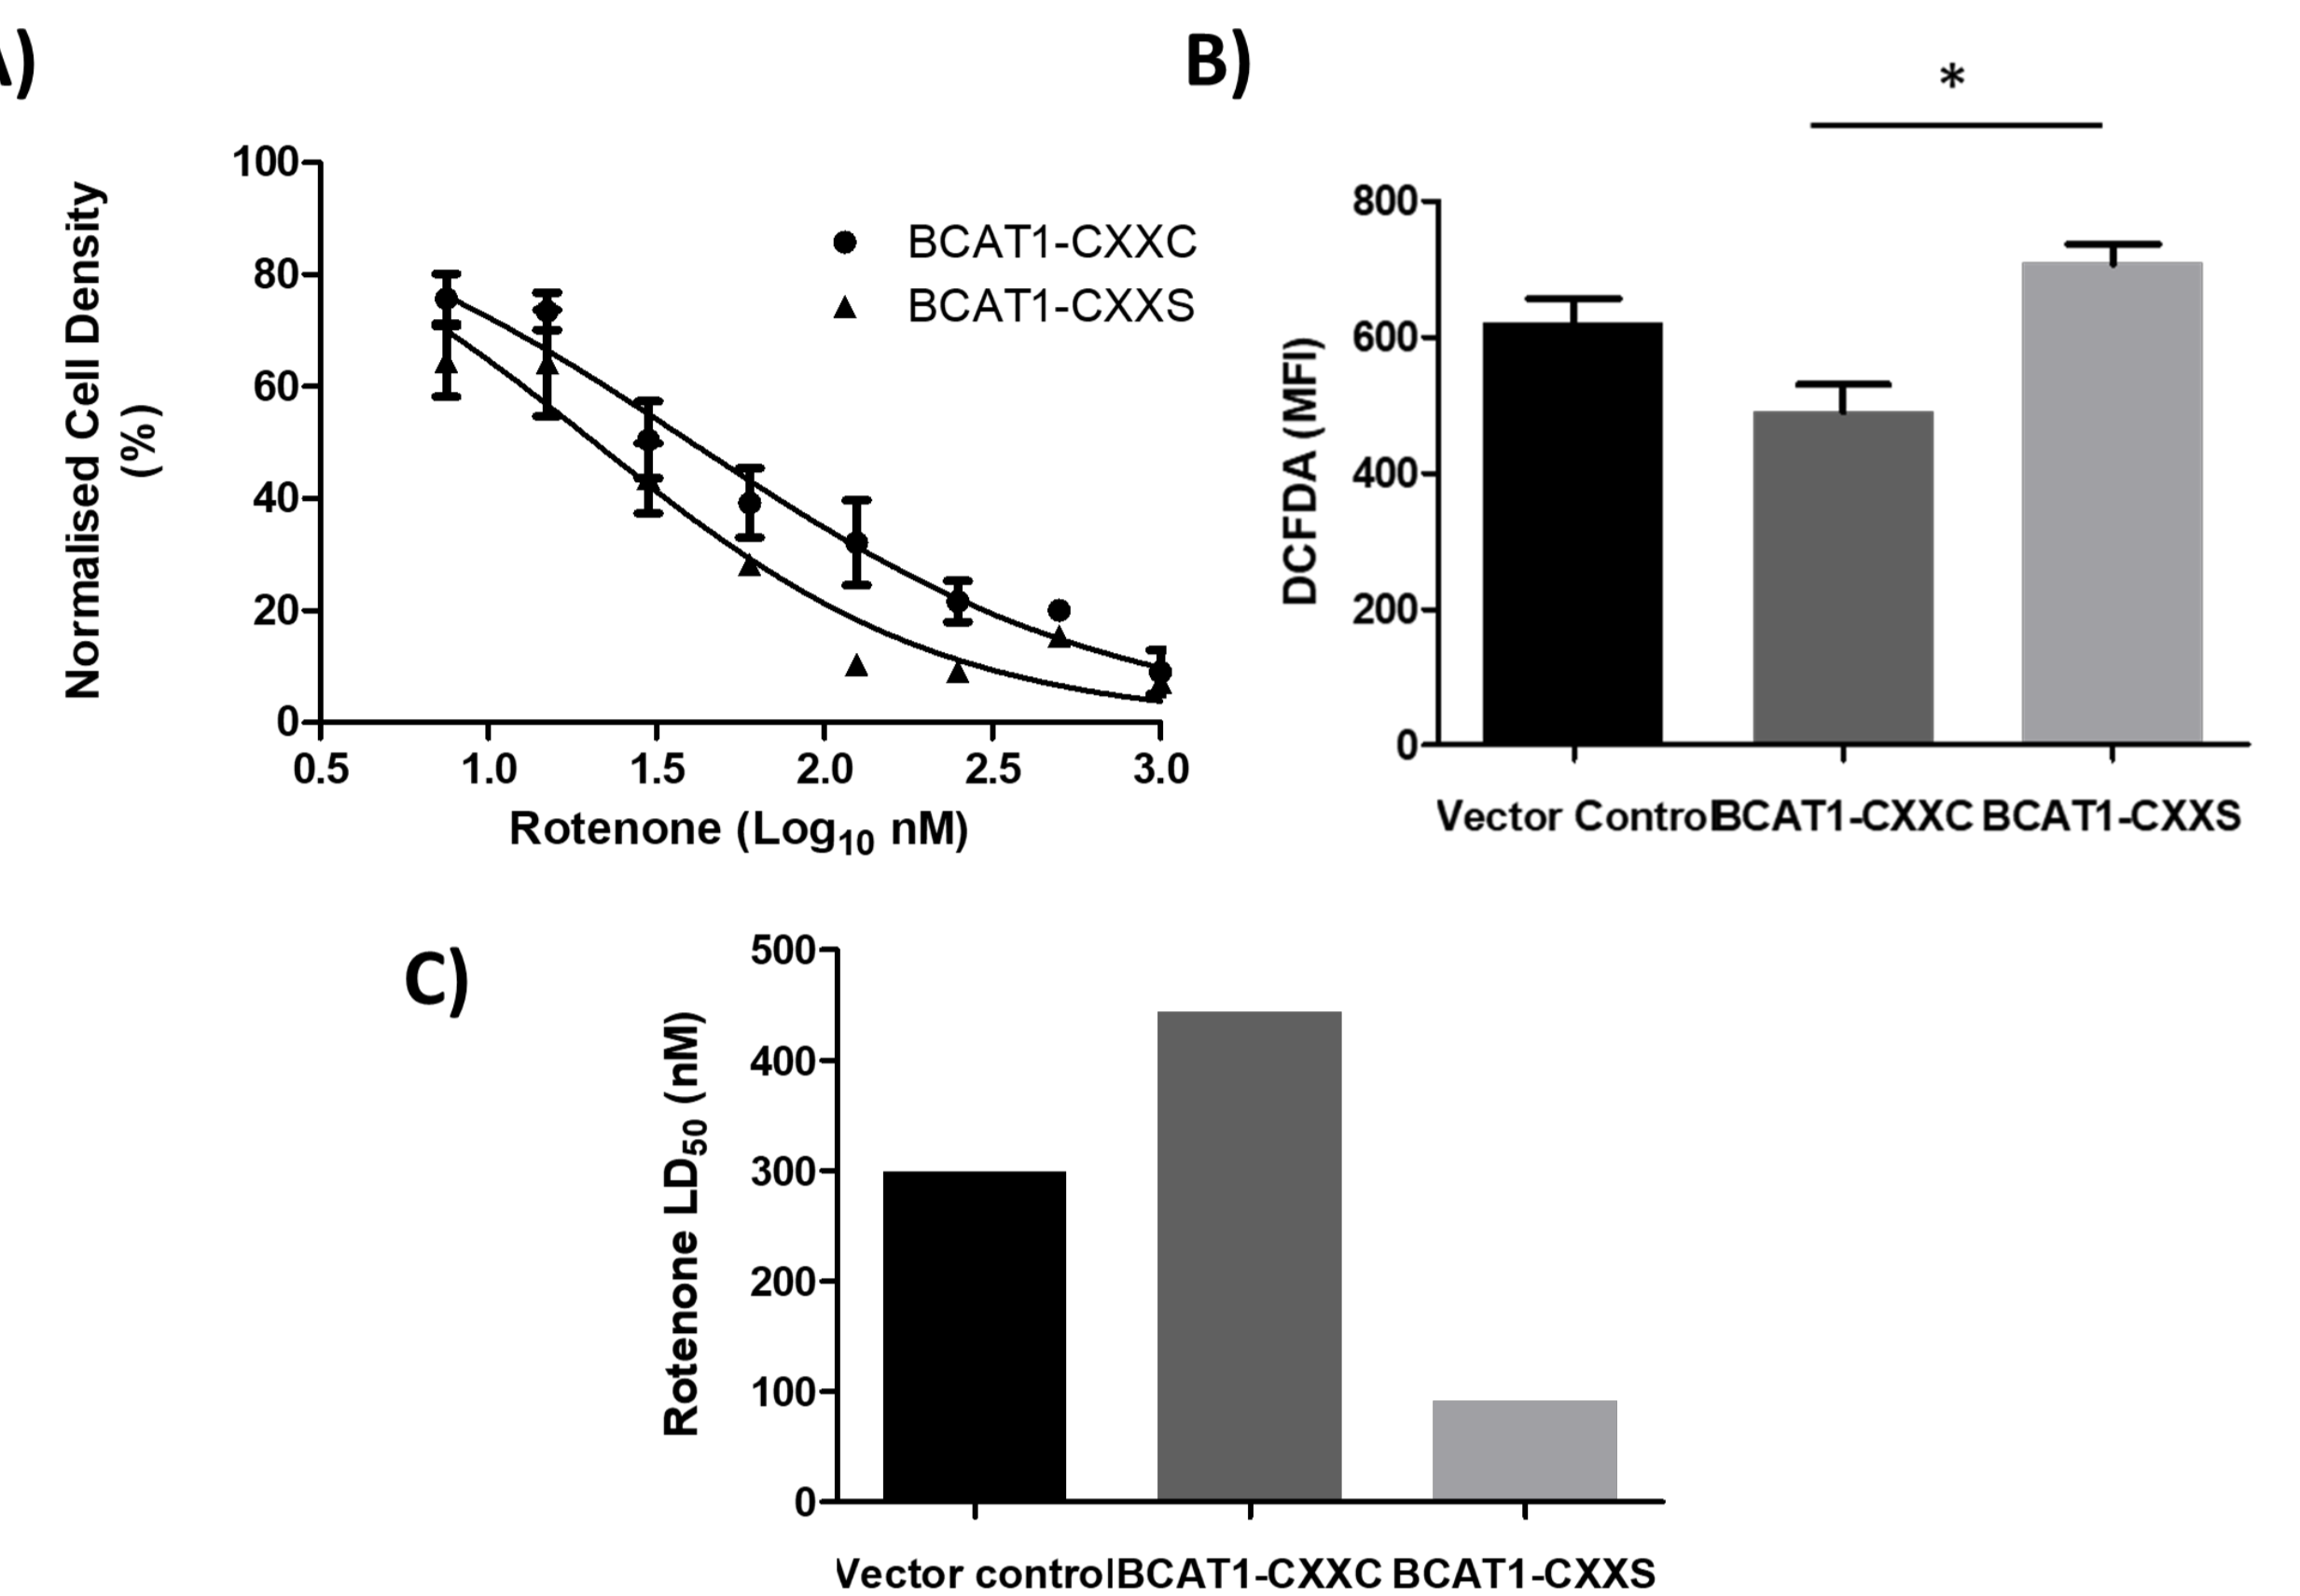 A)
100
80
60
40
20
0
0.5 1.0 1.5 2.0 2.5 3.0
Normalised Cell Density
(%)
Rotenone (Log10 nM)
BCAT1-CXXC
BCAT1-CXXS
B)
*
800
600
400
200
0
DCFDA (MFI)
Vector Control BCAT1-CXXC BCAT1-CXXS
C)
500
400
300
200
100
0
Rotenone LD50 (nM)
Vector control BCAT1-CXXC BCAT1-CXXS